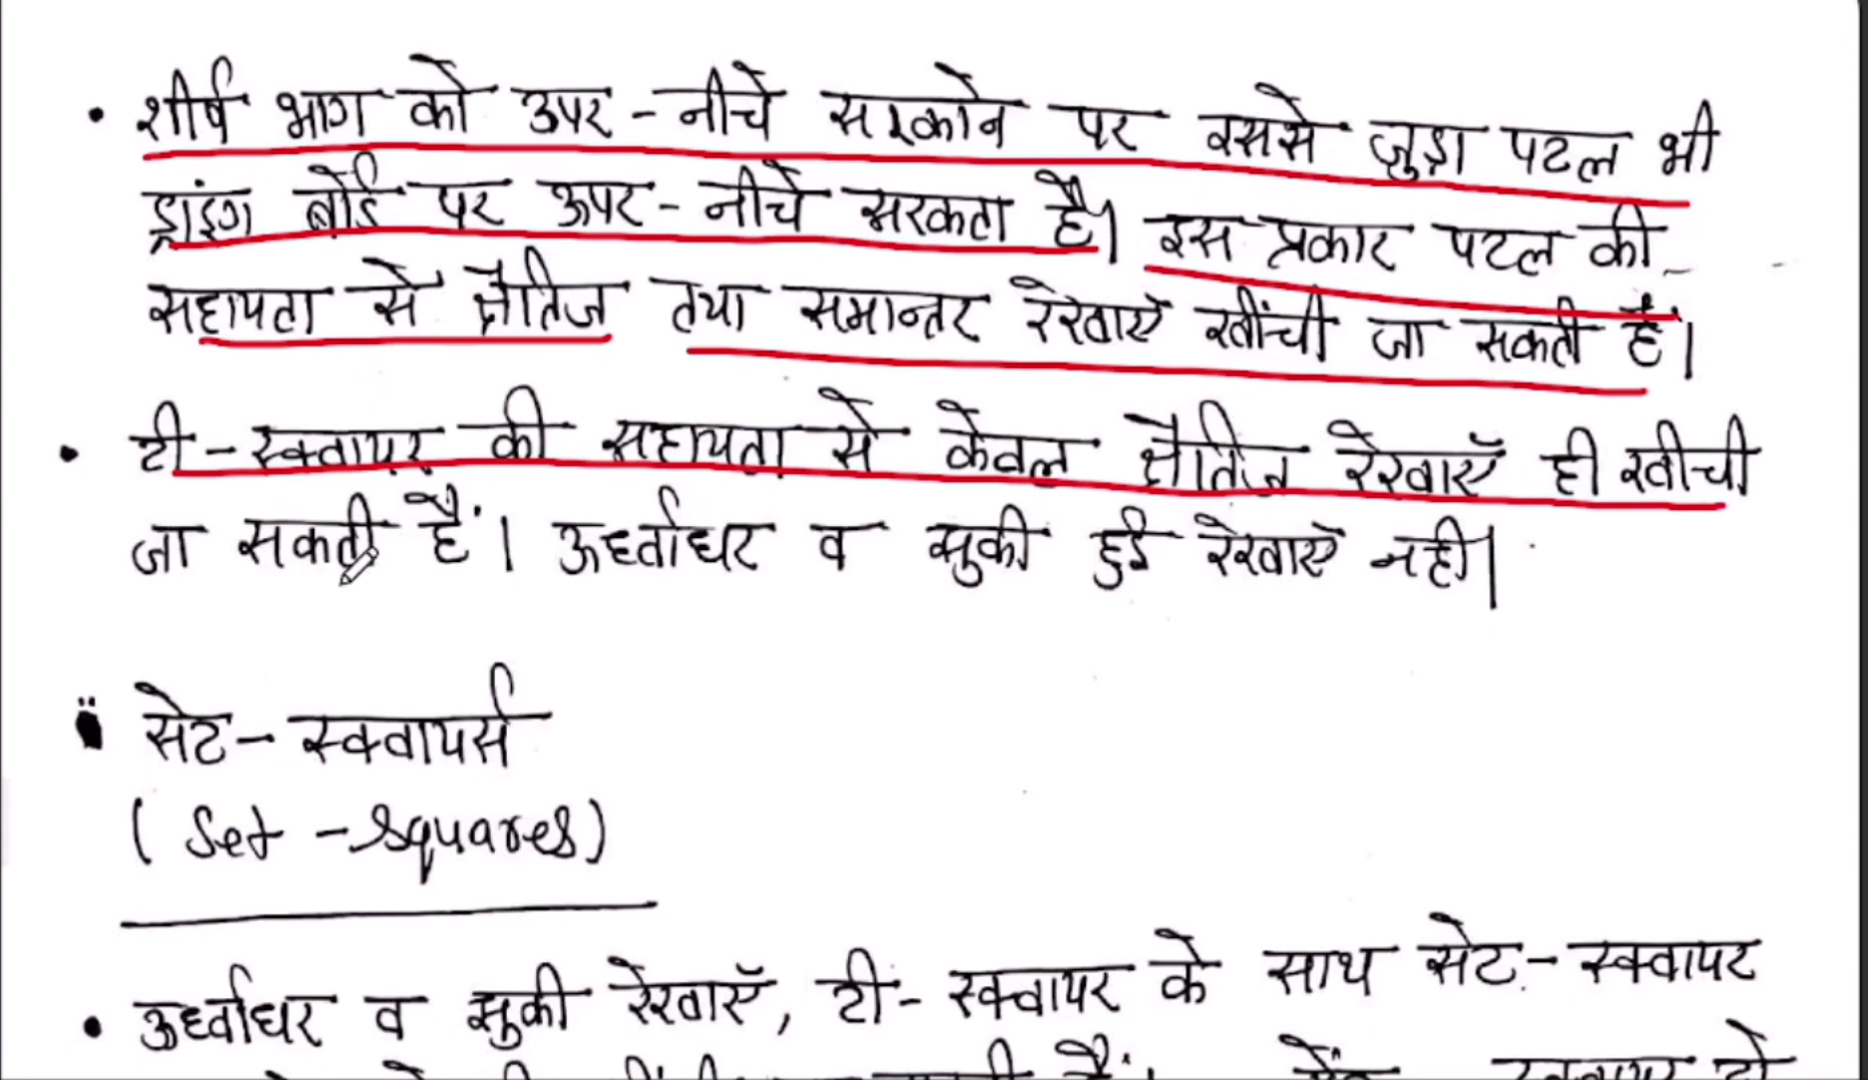 • शीर्ष भाग को उपर - नीचे सरकाने पर इससे जुड़ा पटल भी
ड्राइंग बोर्ड पर ऊपर - नीचे सरकता है। इस प्रकार पटल की
सहायता से क्षैतिज तथा समान्तर रेखाएँ खींची जा सकती हैं।
• टी - स्क्वायर की सहायता से केवल क्षैतिज रेखाएँ ही खींची
जा सकती हैं। ऊर्ध्वाधर व झुकी हुई रेखाएँ नही।
सेट - स्क्वायर्स
( Set - Squares )
• ऊर्ध्वाधर व झुकी रेखाएँ, टी - स्क्वायर के साथ सेट - स्क्वायर